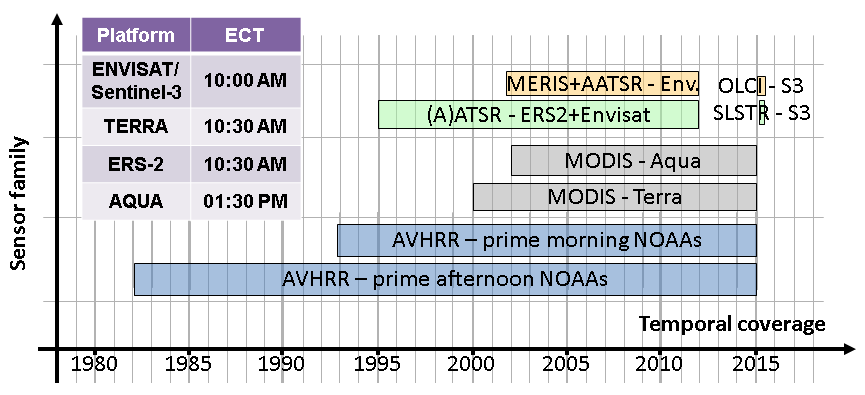 Platform ECT
ENVISAT/
Sentinel-3 10:00 AM
TERRA 10:30 AM
ERS-2 10:30 AM
AQUA 01:30 PM
MERIS+AATSR - Env.
OLCI - S3
(A)ATSR - ERS2+Envisat
SLSTR - S3
MODIS - Aqua
MODIS - Terra
AVHRR – prime morning NOAAs
AVHRR – prime afternoon NOAAs
Sensor family
Temporal coverage
1980 1985 1990 1995 2000 2005 2010 2015